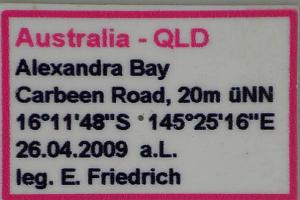 Australia - QLD
Alexandra Bay
Carbeen Road, 20m üNN
16°11'48"S 145°25'16"E
26.04.2009 a.L.
leg. E. Friedrich